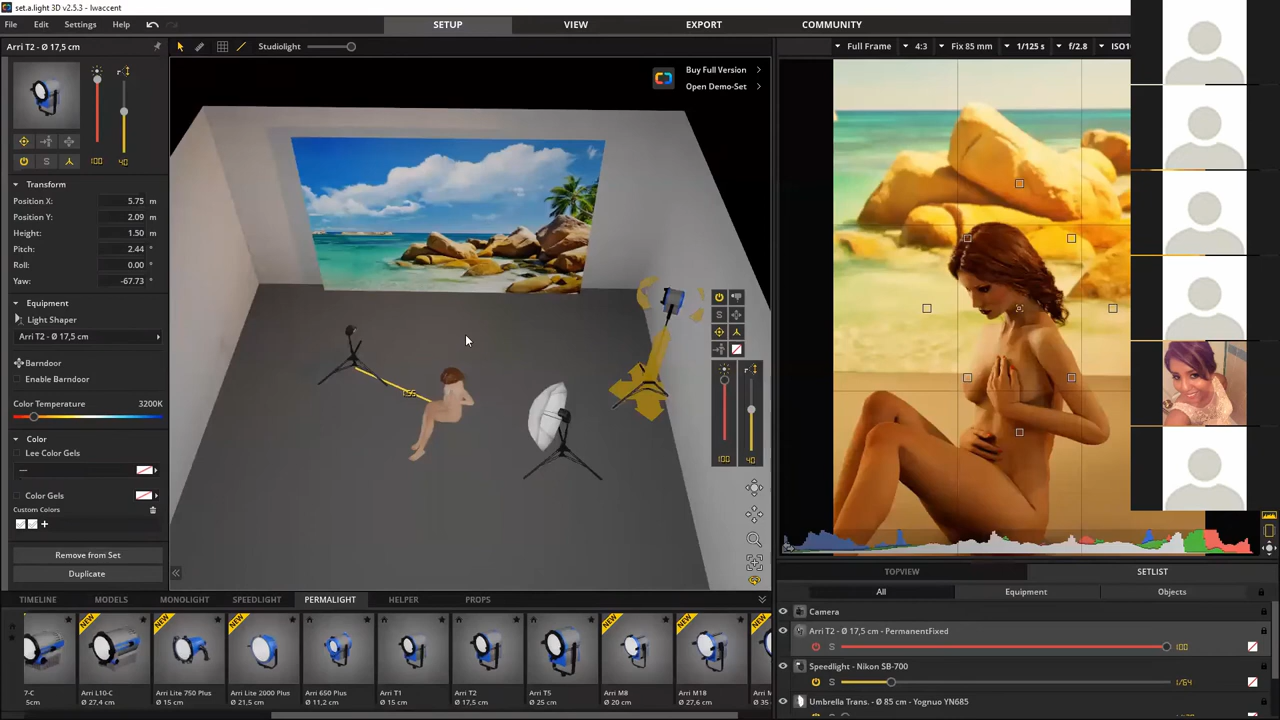 set.a.light 3D v2.5.3 - lwaccent
File Edit Settings Help SETUP VIEW EXPORT COMMUNITY
Arri T2 - Ø 17,5 cm
Studiolight
Full Frame 4:3 Fix 85 mm 1/125 s f/2.8
Buy Full Version
Open Demo-Set
100 40
Transform
Position X: 5.75 m
Position Y: 2.09 m
Height: 1.50 m
Pitch: 2.44 °
Roll: 0.00 °
Yaw: -67.73 °
Equipment
Light Shaper
Arri T2 - Ø 17,5 cm
Barndoor
Enable Barndoor
Color Temperature 3200K
Color
Lee Color Gels
Color Gels
Custom Colors
Remove from Set
Duplicate
S
S
100 40
TIMELINE MODELS MONOLIGHT SPEEDLIGHT PERMALIGHT HELPER PROPS
NEW NEW NEW NEW NEW
7-C
5cm
Arri L10-C
Ø 27,4 cm
Arri Lite 750 Plus
Ø 15 cm
Arri Lite 2000 Plus
Ø 21,5 cm
Arri 650 Plus
Ø 11,2 cm
Arri T1
Ø 15 cm
Arri T2
Ø 17,5 cm
Arri T5
Ø 25 cm
Arri M8
Ø 20 cm
Arri M18
Ø 27,6 cm
TOPVIEW SETLIST
All Equipment Objects
Camera
Arri T2 - Ø 17,5 cm - PermanentFixed
S 100
Speedlight - Nikon SB-700
S 1/64
Umbrella Trans. - Ø 85 cm - Yognuo YN685